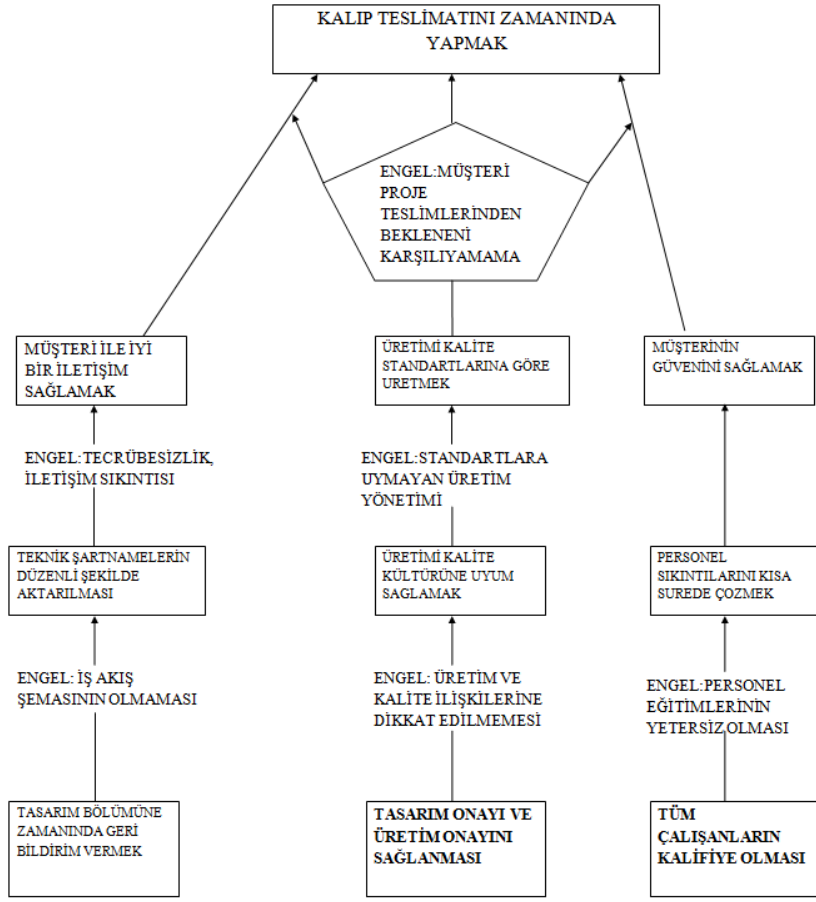 KALIP TESLİMATINI ZAMANINDA
YAPMAK
ENGEL:MÜŞTERİ
PROJE
TESLİMLERİNDEN
BEKLENENİ
KARŞILIYAMAMA
MÜŞTERİ İLE İYİ
BİR İLETİŞİM
SAĞLAMAK
ÜRETİMİ KALİTE
STANDARTLARINA GÖRE
URETMEK
MÜŞTERİNİN
GÜVENİNİ SAĞLAMAK
ENGEL:TECRÜBESİZLİK,
İLETİŞİM SIKINTISI
ENGEL:STANDARTLARA
UYMAYAN ÜRETİM
YÖNETİMİ
TEKNİK ŞARTNAMELERİN
DÜZENLİ ŞEKİLDE
AKTARILMASI
ÜRETİMİ KALİTE
KÜLTÜRÜNE UYUM
SAGLAMAK
PERSONEL
SIKINTILARINI KISA
SUREDE ÇOZMEK
ENGEL: İŞ AKIŞ
ŞEMASININ OLMAMASI
ENGEL: ÜRETİM VE
KALİTE İLİŞKİLERİNE
DİKKAT EDİLMEMESİ
ENGEL:PERSONEL
EĞİTİMLERİNİN
YETERSİZ OLMASI
TASARIM BÖLÜMÜNE
ZAMANINDA GERİ
BİLDİRİM VERMEK
TASARIM ONAYI VE
ÜRETİM ONAYINI
SAĞLANMASI
TÜM
ÇALIŞANLARIN
KALİFİYE OLMASI